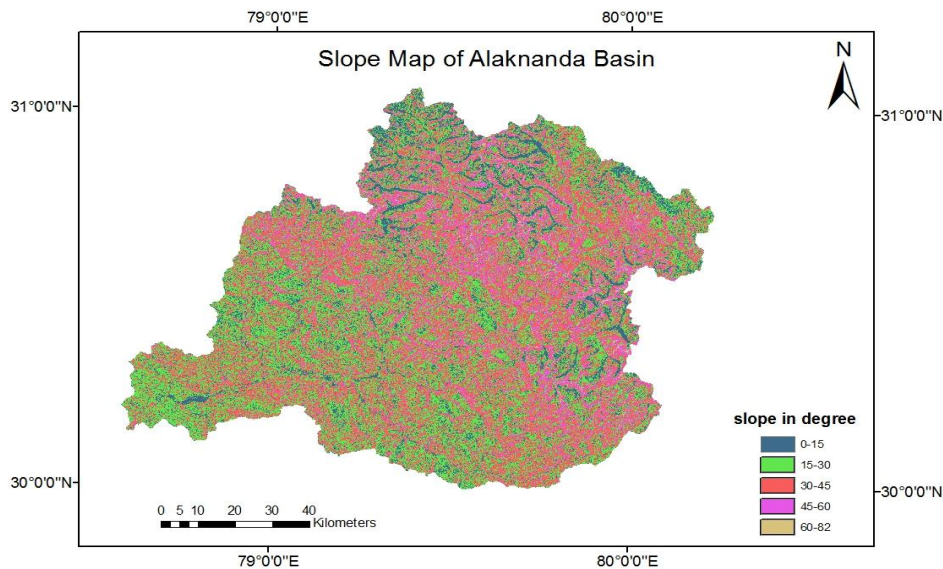 79°0'0"E 80°0'0"E
Slope Map of Alaknanda Basin
N
31°0'0"N 31°0'0"N
slope in degree
0-15
15-30
30-45
45-60
60-82
30°0'0"N 30°0'0"N
0 5 10 20 30 40
Kilometers
79°0'0"E 80°0'0"E